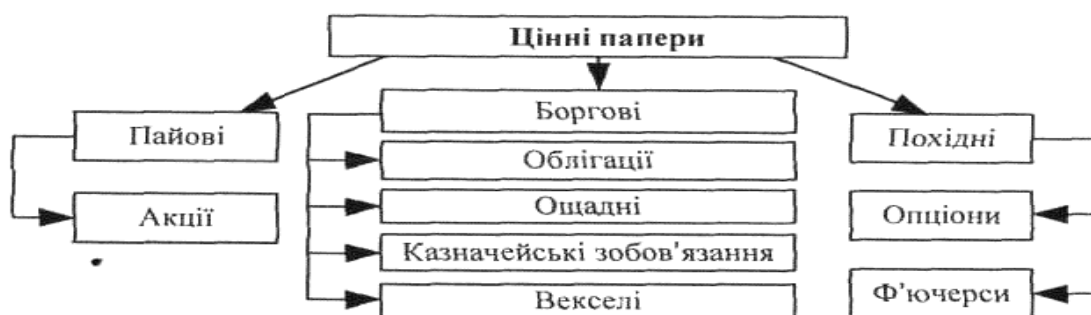 Цінні папери
Пайові
Акції
Боргові
Облігації
Ощадні
Казначейські зобов'язання
Векселі
Похідні
Опціони
Ф'ючерси